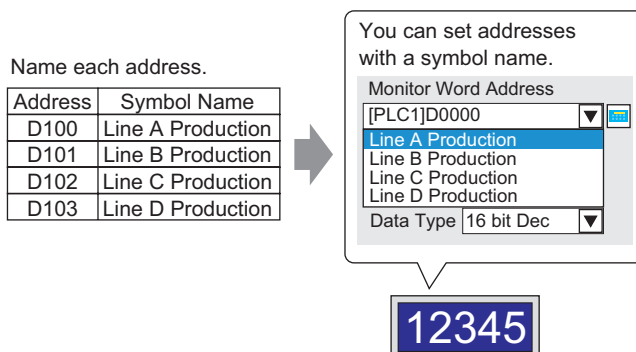 Name each address.
Address Symbol Name
D100 Line A Production
D101 Line B Production
D102 Line C Production
D103 Line D Production
You can set addresses
with a symbol name.
Monitor Word Address
[PLC1]D0000
Line A Production
Line B Production
Line C Production
Line D Production
Data Type 16 bit Dec
12345